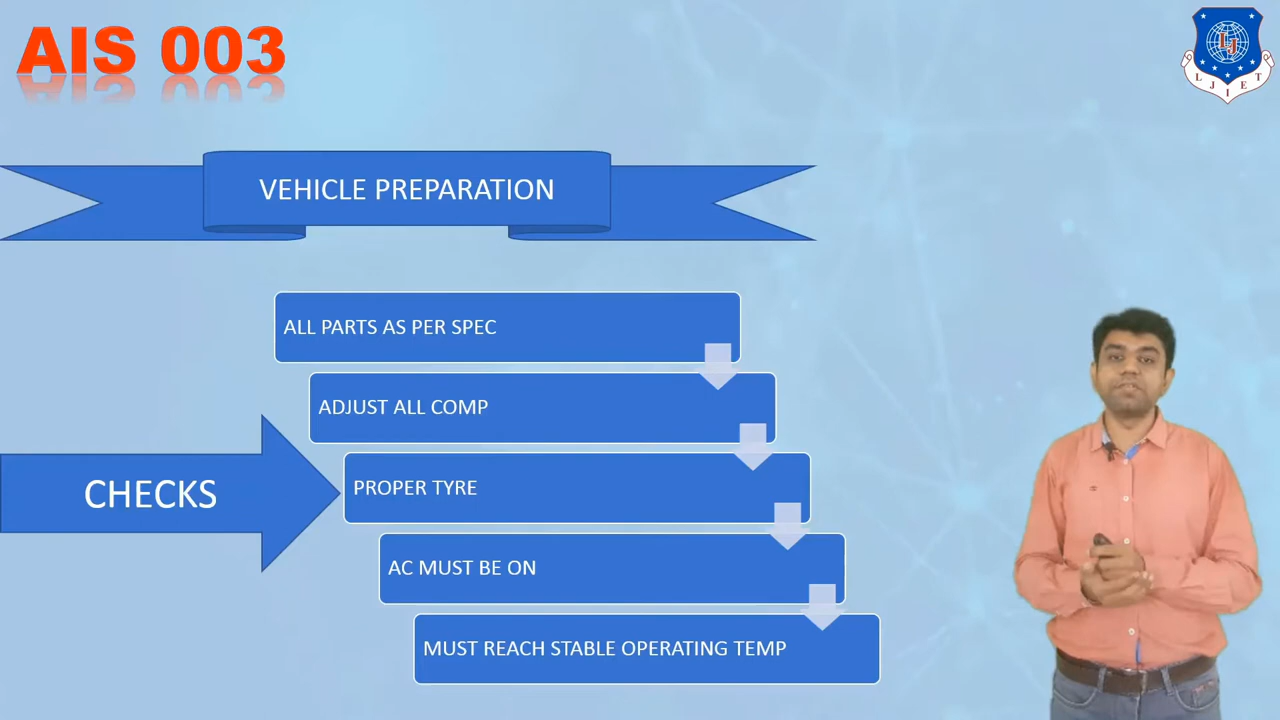 AIS 003
LJIET
VEHICLE PREPARATION
ALL PARTS AS PER SPEC
ADJUST ALL COMP
CHECKS
PROPER TYRE
AC MUST BE ON
MUST REACH STABLE OPERATING TEMP